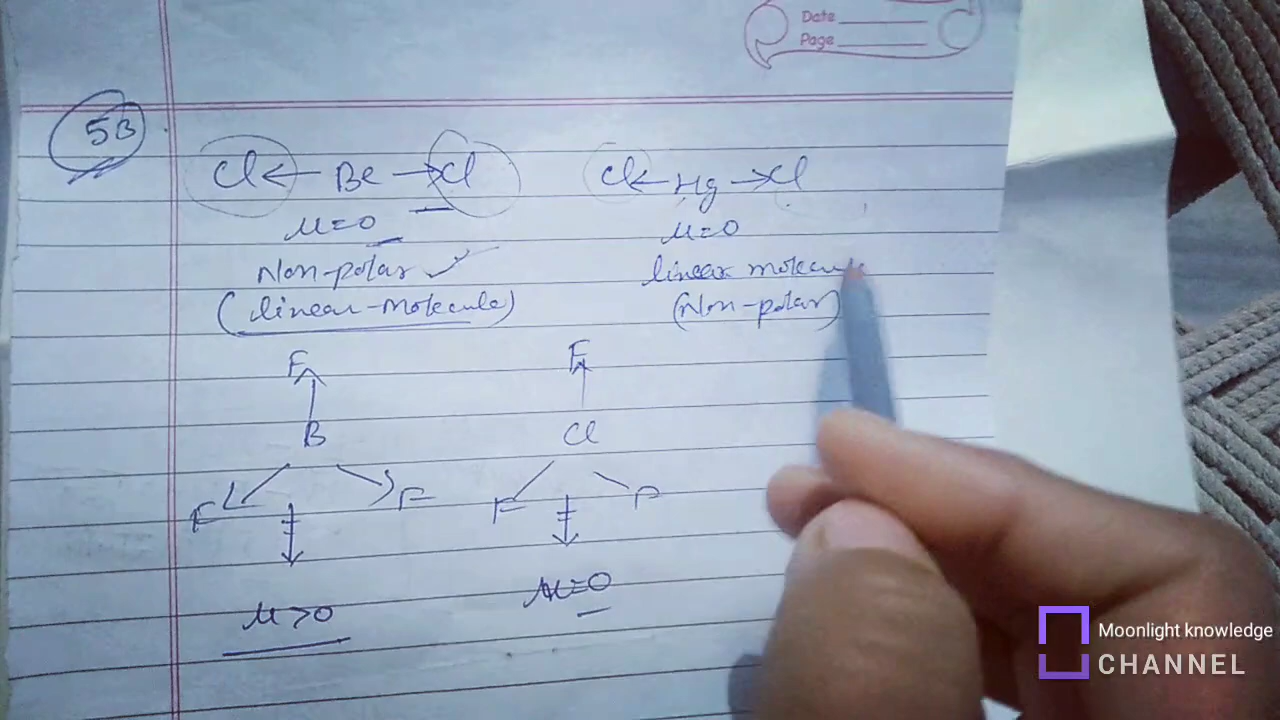 Date
Page
5B
Cl ← Be → Cl
μ=0
Non-polar ✓
(linear-molecule)
Cl ← Hg → Cl
μ=0
linear molecule
(Non-polar)
F
B
F F
μ>0
F
Cl
F F
μ=0
Moonlight knowledge
CHANNEL